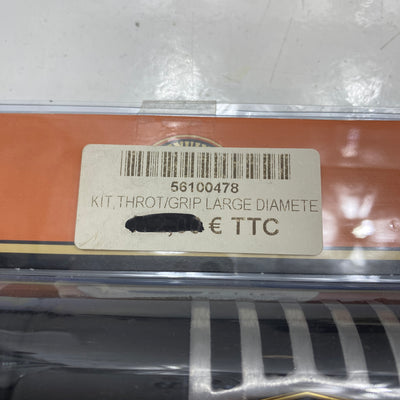 56100478
KIT,THROT/GRIP LARGE DIAMETE
€ TTC